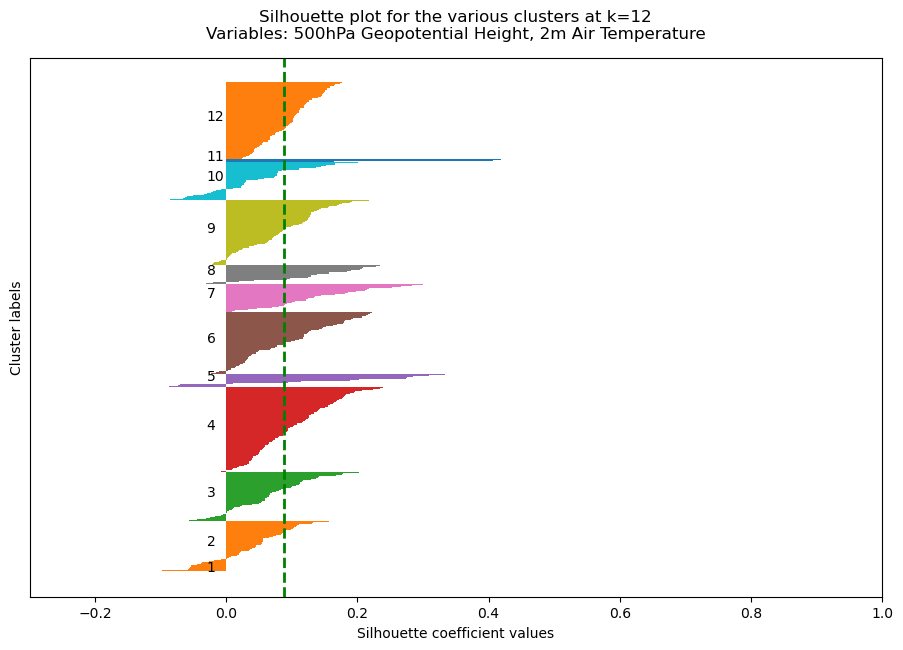 Silhouette plot for the various clusters at k=12
Variables: 500hPa Geopotential Height, 2m Air Temperature
Cluster labels
12
11
10
9
8
7
6
5
4
3
2
1
−0.2 0.0 0.2 0.4 0.6 0.8 1.0
Silhouette coefficient values